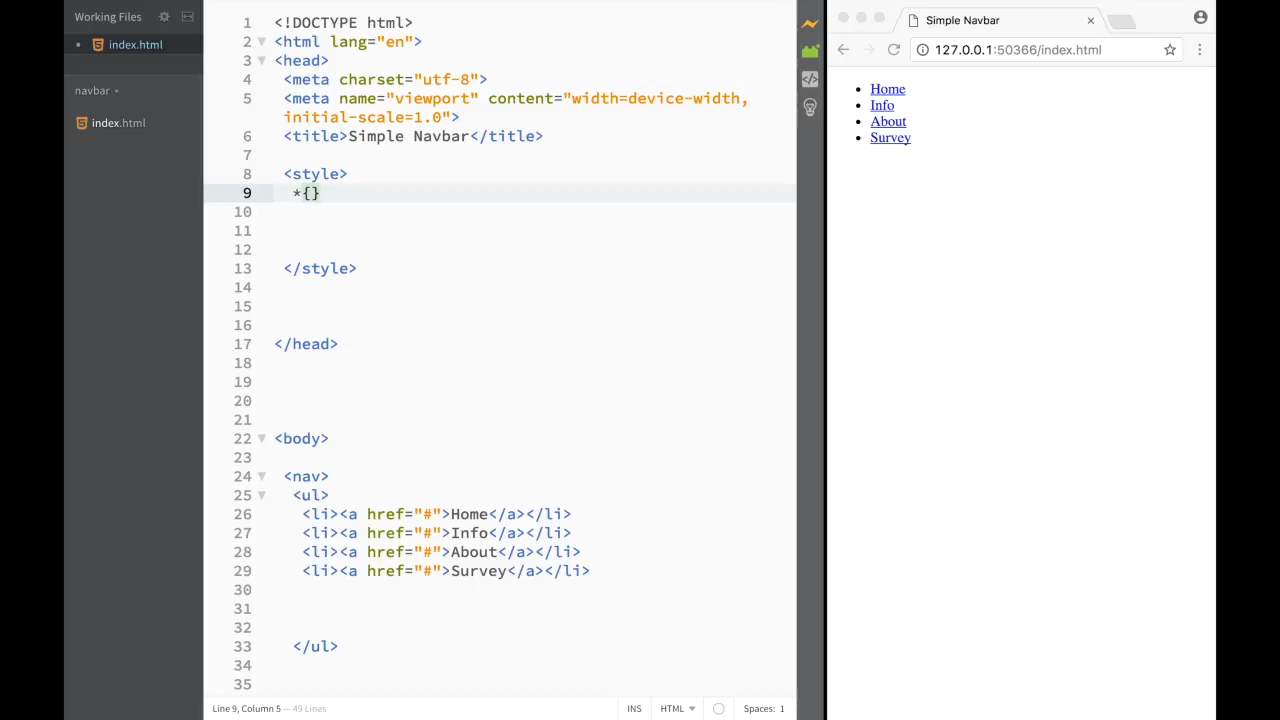 Working Files
index.html
navbar
index.html
1 <!DOCTYPE html>
2 <html lang="en">
3 <head>
4 <meta charset="utf-8">
5 <meta name="viewport" content="width=device-width,
initial-scale=1.0">
6 <title>Simple Navbar</title>
7
8 <style>
9 *{}
10
11
12
13 </style>
14
15
16
17 </head>
18
19
20
21
22 <body>
23
24 <nav>
25 <ul>
26 <li><a href="#">Home</a></li>
27 <li><a href="#">Info</a></li>
28 <li><a href="#">About</a></li>
29 <li><a href="#">Survey</a></li>
30
31
32
33 </ul>
34
35
Line 9, Column 5 — 49 Lines
INS
HTML
Spaces: 1
Simple Navbar
127.0.0.1:50366/index.html
Home
Info
About
Survey